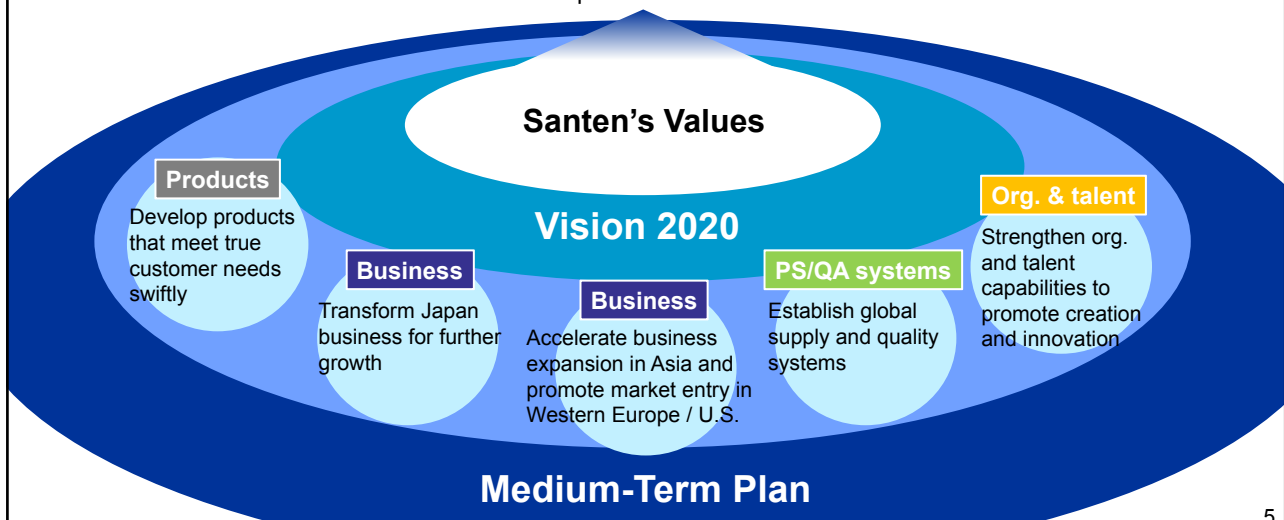 Santen's Values
Vision 2020
Products
Develop products
that meet true
customer needs
swiftly
Business
Transform Japan
business for further
growth
Business
Accelerate business
expansion in Asia and
promote market entry in
Western Europe / U.S.
PS/QA systems
Establish global
supply and quality
systems
Org. & talent
Strengthen org.
and talent
capabilities to
promote creation
and innovation
Medium-Term Plan
5